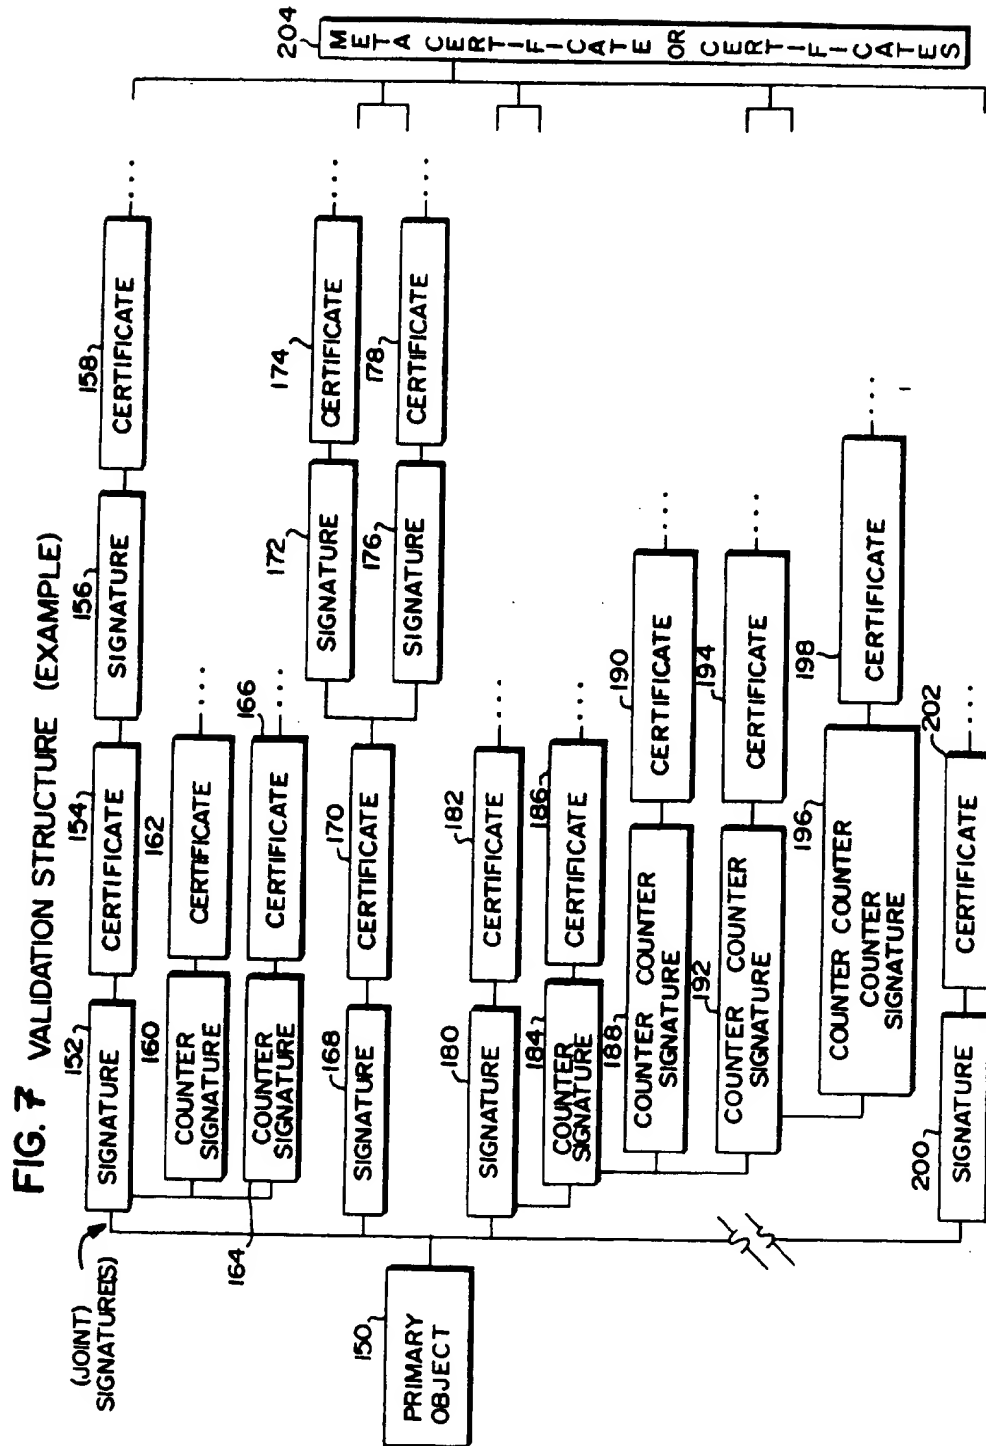 FIG. 7 VALIDATION STRUCTURE (EXAMPLE)
(JOINT)
SIGNATURE(S)
150
PRIMARY
OBJECT
152
SIGNATURE
154
CERTIFICATE
156
SIGNATURE
158
CERTIFICATE
....
160
COUNTER
SIGNATURE
162
CERTIFICATE
....
164
COUNTER
SIGNATURE
166
CERTIFICATE
....
168
SIGNATURE
170
CERTIFICATE
172
SIGNATURE
174
CERTIFICATE
....
176
SIGNATURE
178
CERTIFICATE
....
180
SIGNATURE
182
CERTIFICATE
....
184
COUNTER
SIGNATURE
186
CERTIFICATE
....
188
COUNTER COUNTER
SIGNATURE
190
CERTIFICATE
....
192
COUNTER COUNTER
SIGNATURE
194
CERTIFICATE
....
196
COUNTER COUNTER
COUNTER
SIGNATURE
198
CERTIFICATE
....
200
SIGNATURE
202
CERTIFICATE
....
204
META CERTIFICATE OR CERTIFICATES